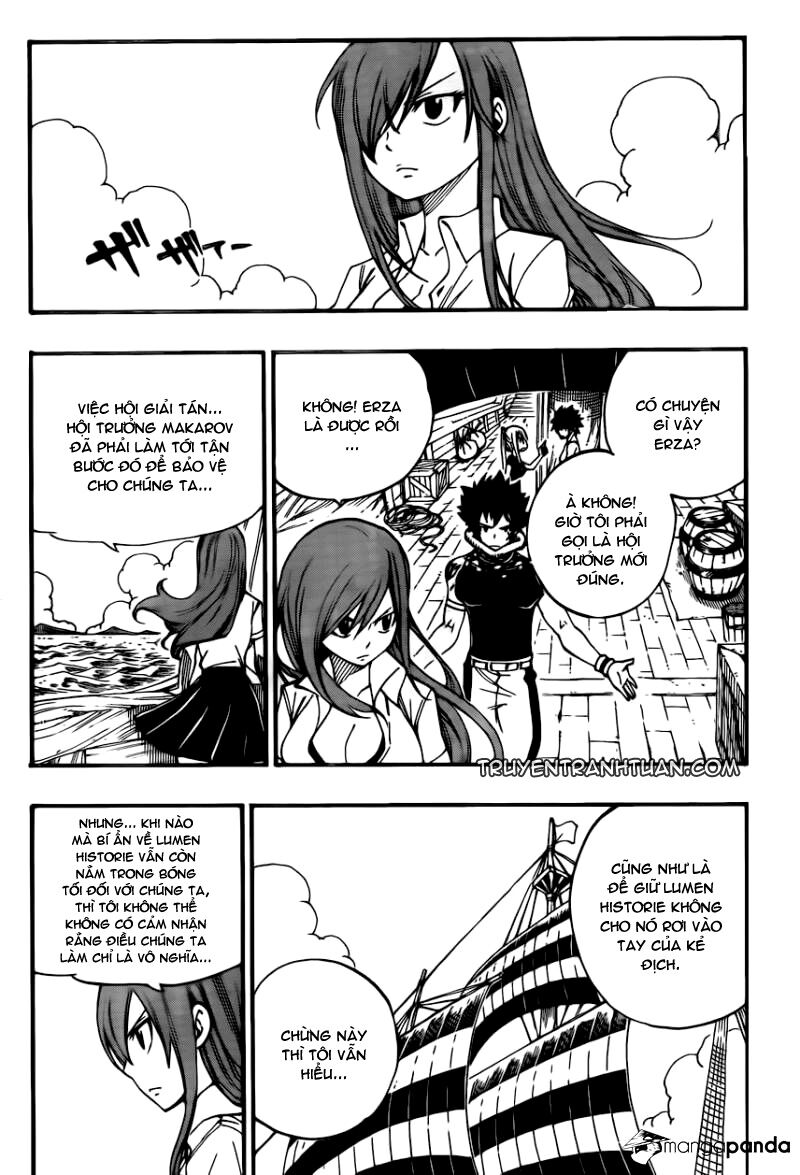 ザザァー
CÓ CHUYỆN
GÌ VẬY
ERZA?
À KHÔNG!
GIỜ TÔI PHẢI
GỌI LÀ HỘI
TRƯỞNG MỚI
ĐÚNG.
KHÔNG! ERZA
LÀ ĐƯỢC RỒI
...
VIỆC HỘI GIẢI TÁN...
HỘI TRƯỞNG MAKAROV
ĐÃ PHẢI LÀM TỚI TẬN
BƯỚC ĐÓ ĐỂ BẢO VỆ
CHO CHÚNG TA...
TRUYENTRANHTUAN.COM
CŨNG NHƯ LÀ
ĐỂ GIỮ LUMEN
HISTORIE KHÔNG
CHO NÓ RƠI VÀO
TAY CỦA KẺ
ĐỊCH.
CHỪNG NÀY
THÌ TÔI VẪN
HIỂU...
NHƯNG... KHI NÀO
MÀ BÍ ẨN VỀ LUMEN
HISTORIE VẪN CÒN
NẰM TRONG BÓNG
TỐI ĐỐI VỚI CHÚNG TA,
THÌ TÔI KHÔNG THỂ
KHÔNG CÓ CẢM NHẬN
RẰNG ĐIỀU CHÚNG TA
LÀM CHỈ LÀ VÔ NGHĨA...
mangapanda